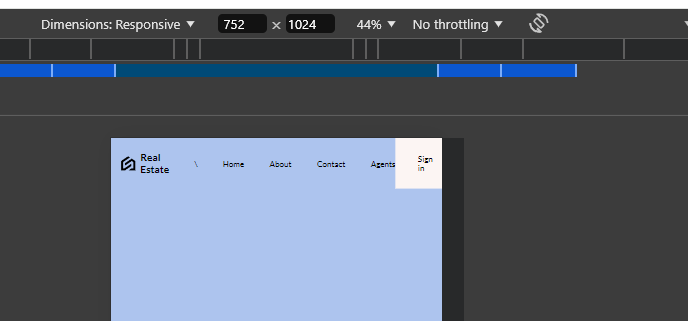 Dimensions: Responsive ▼ 752 × 1024 44% ▼ No throttling ▼
Real Estate
\ Home About Contact Agents Sign in